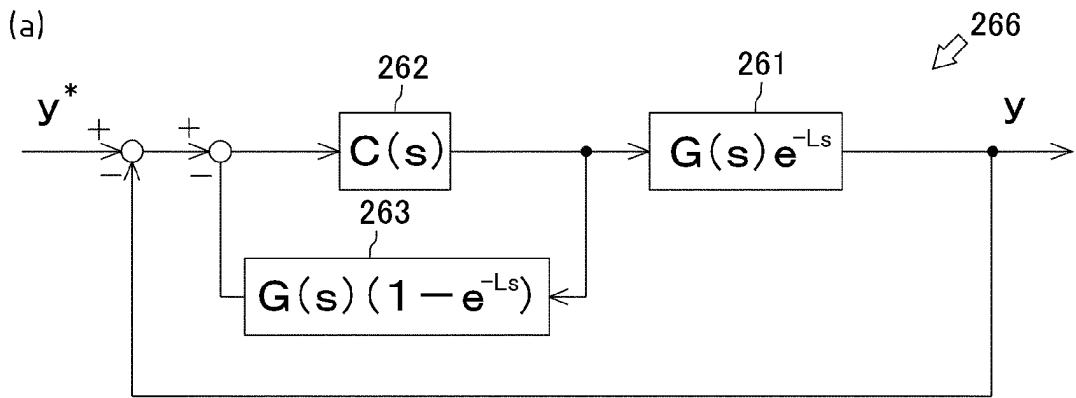 (a)
266
262
261
y*
y
+
−
+
−
C(s)
G(s)e^{-Ls}
263
G(s)(1−e^{-Ls})